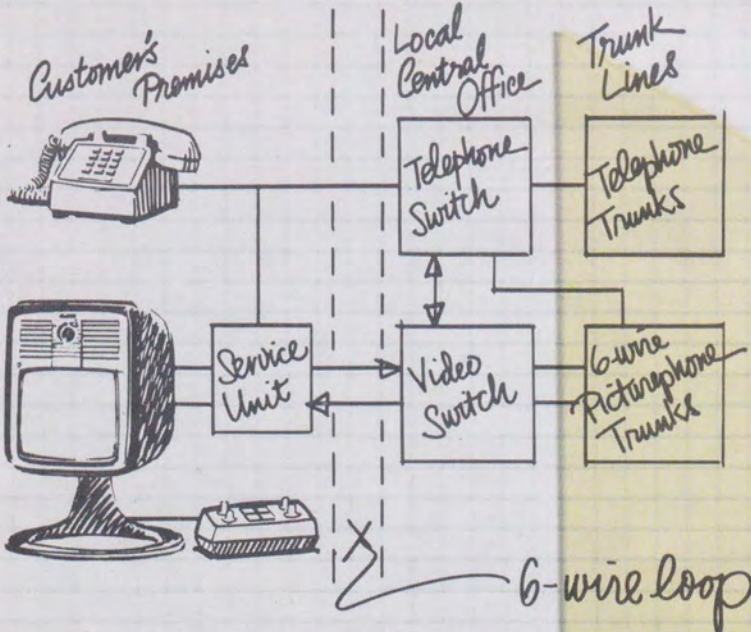 Customer's
Premises
Local
Central
Office
Trunk
Lines
Telephone
Switch
Telephone
Trunks
Service
Unit
Video
Switch
6-wire
Picturephone
Trunks
6-wire loop